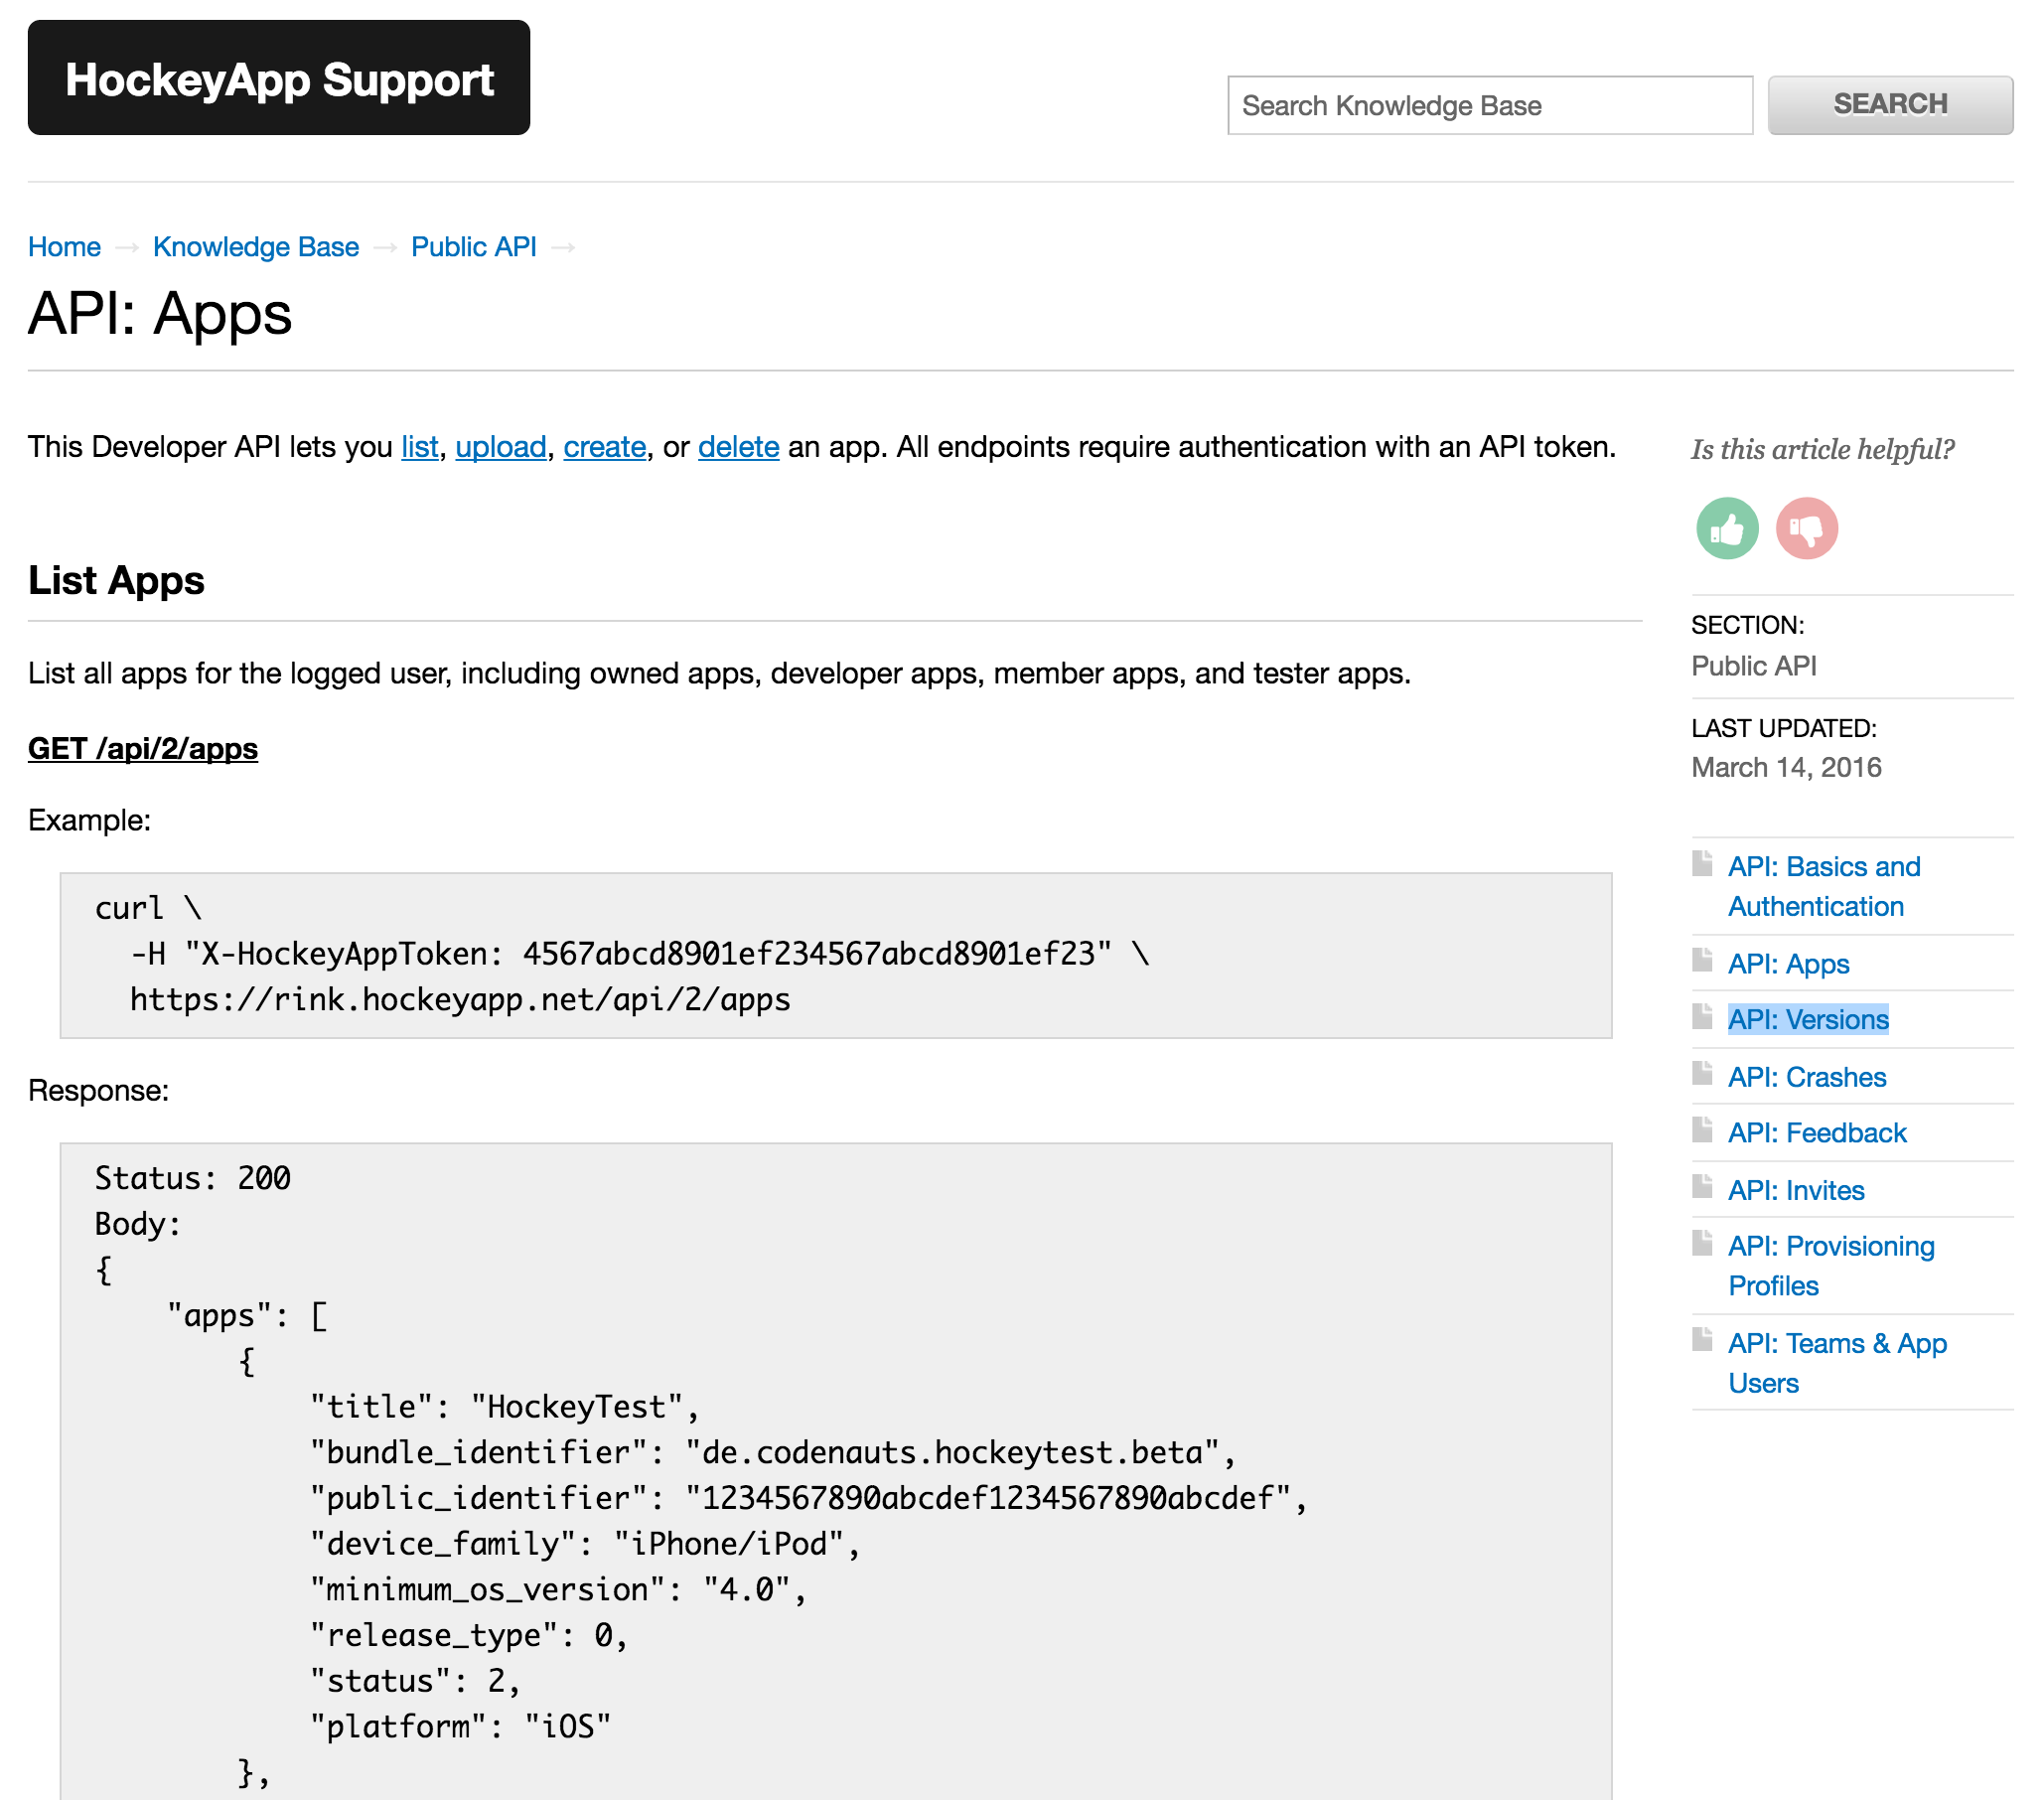 HockeyApp Support
Search Knowledge Base
SEARCH
Home → Knowledge Base → Public API →
API: Apps
This Developer API lets you list, upload, create, or delete an app. All endpoints require authentication with an API token.
List Apps
List all apps for the logged user, including owned apps, developer apps, member apps, and tester apps.
GET /api/2/apps
Example:
curl \
-H "X-HockeyAppToken: 4567abcd8901ef234567abcd8901ef23" \
https://rink.hockeyapp.net/api/2/apps
Response:
Status: 200
Body:
{
"apps": [
{
"title": "HockeyTest",
"bundle_identifier": "de.codenauts.hockeytest.beta",
"public_identifier": "1234567890abcdef1234567890abcdef",
"device_family": "iPhone/iPod",
"minimum_os_version": "4.0",
"release_type": 0,
"status": 2,
"platform": "iOS"
},
Is this article helpful?
SECTION:
Public API
LAST UPDATED:
March 14, 2016
API: Basics and
Authentication
API: Apps
API: Versions
API: Crashes
API: Feedback
API: Invites
API: Provisioning
Profiles
API: Teams & App
Users